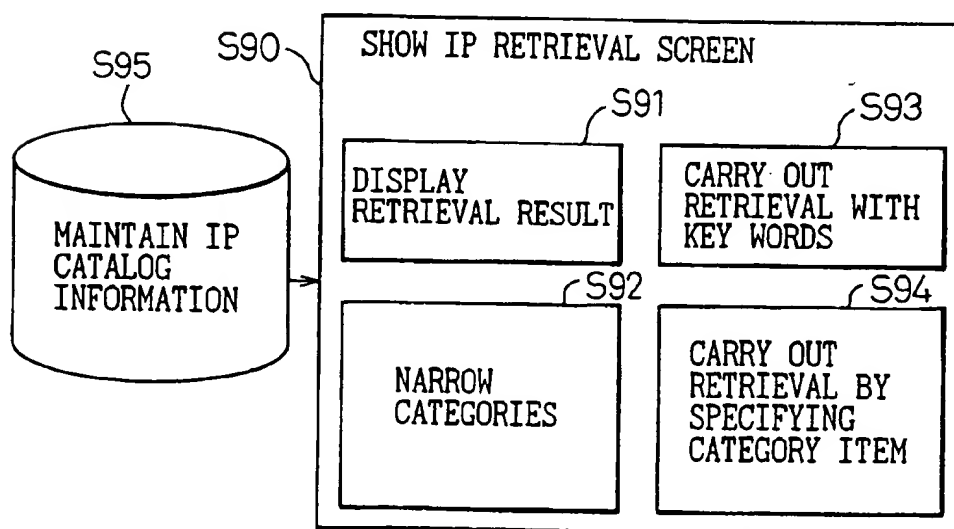 S95
MAINTAIN IP
CATALOG
INFORMATION
S90
SHOW IP RETRIEVAL SCREEN
S91
DISPLAY
RETRIEVAL RESULT
S93
CARRY OUT
RETRIEVAL WITH
KEY WORDS
S92
NARROW
CATEGORIES
S94
CARRY OUT
RETRIEVAL BY
SPECIFYING
CATEGORY ITEM